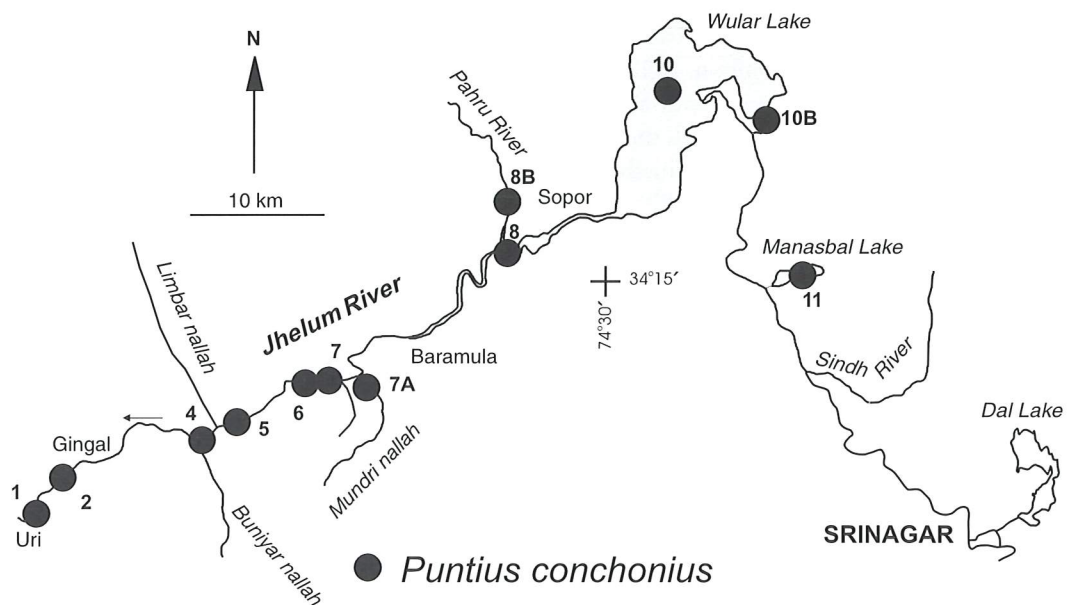 Wular Lake
N
10
Pahru River
10B
8B
10 km
Sopor
8
Manasbal Lake
Limbar nallah
34°15′
11
74°30′
Jhelum River
7
Baramula
Sindh River
7A
6
4
5
Dal Lake
Gingal
Mundri nallah
1
2
Uri
Buniyar nallah
SRINAGAR
Puntius conchonius